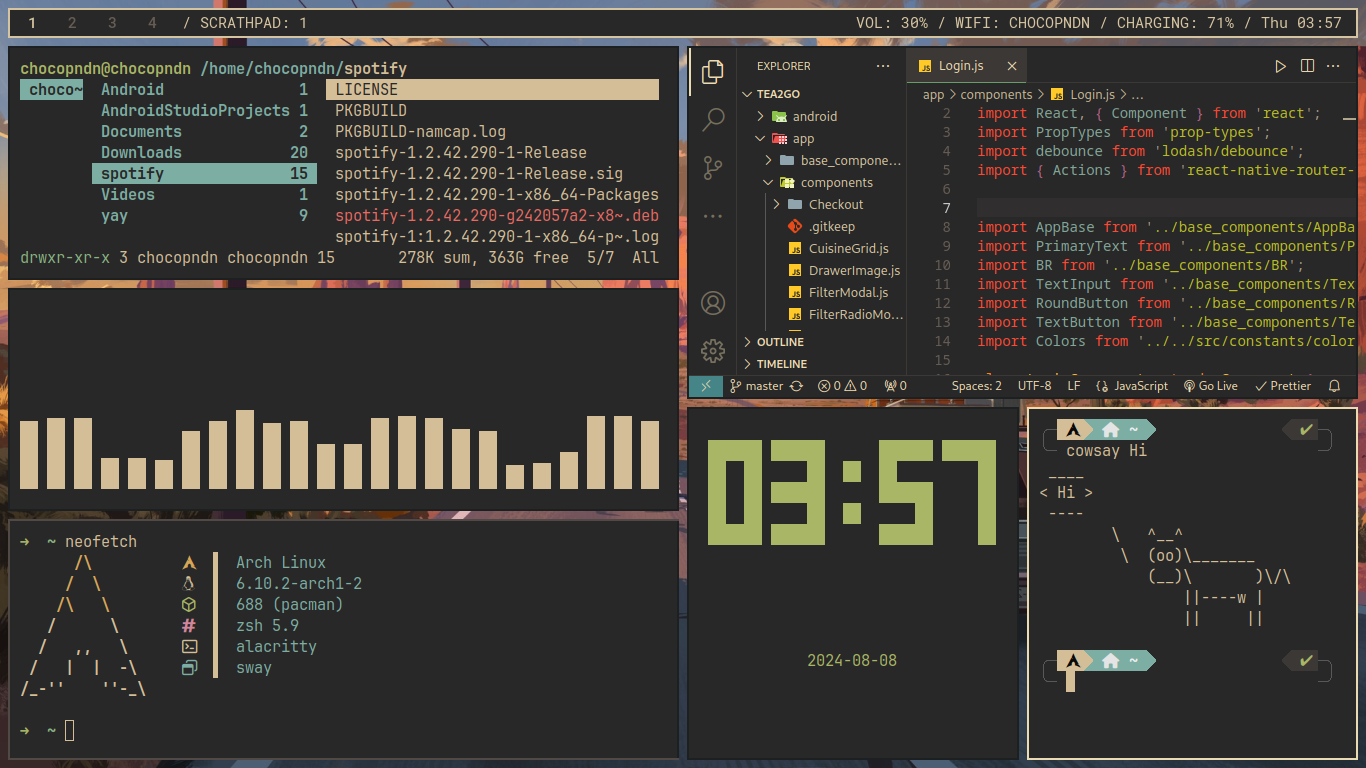 1 2 3 4 / SCRATHPAD: 1 VOL: 30% / WIFI: CHOCOPNDN / CHARGING: 71% / Thu 03:57
chocopndn@chocopndn /home/chocopndn/spotify
choco~ Android 1 LICENSE
AndroidStudioProjects 1 PKGBUILD
Documents 2 PKGBUILD-namcap.log
Downloads 20 spotify-1.2.42.290-1-Release
spotify 15 spotify-1.2.42.290-1-Release.sig
Videos 1 spotify-1.2.42.290-1-x86_64-Packages
yay 9 spotify-1.2.42.290-g242057a2-x8~.deb
spotify-1:1.2.42.290-1-x86_64-p~.log
drwxr-xr-x 3 chocopndn chocopndn 15 278K sum, 363G free 5/7 All
➜ ~ neofetch
/\
/ \
/\ \
/ \
/ ,, \
/ | | -\
/_-'' ''-_\
Arch Linux
6.10.2-arch1-2
688 (pacman)
# zsh 5.9
alacritty
sway
➜ ~
EXPLORER ···
TEA2GO
android
app
base_compone...
components
Checkout
.gitkeep
JS CuisineGrid.js
JS DrawerImage.js
JS FilterModal.js
JS FilterRadioMo...
OUTLINE
TIMELINE
JS Login.js ×
app > components > JS Login.js > ...
2 import React, { Component } from 'react';
3 import PropTypes from 'prop-types';
4 import debounce from 'lodash/debounce';
5 import { Actions } from 'react-native-router-
6
7
8 import AppBase from '../base_components/AppBa
9 import PrimaryText from '../base_components/P
10 import BR from '../base_components/BR';
11 import TextInput from '../base_components/Tex
12 import RoundButton from '../base_components/R
13 import TextButton from '../base_components/Te
14 import Colors from '../../src/constants/color
15
master 0 0 0 Spaces: 2 UTF-8 LF JavaScript Go Live Prettier
03:57
2024-08-08
~ ✔
cowsay Hi
____
< Hi >
----
\ ^__^
\ (oo)\_______
(__)\ )\/\
||----w |
|| ||
~ ✔